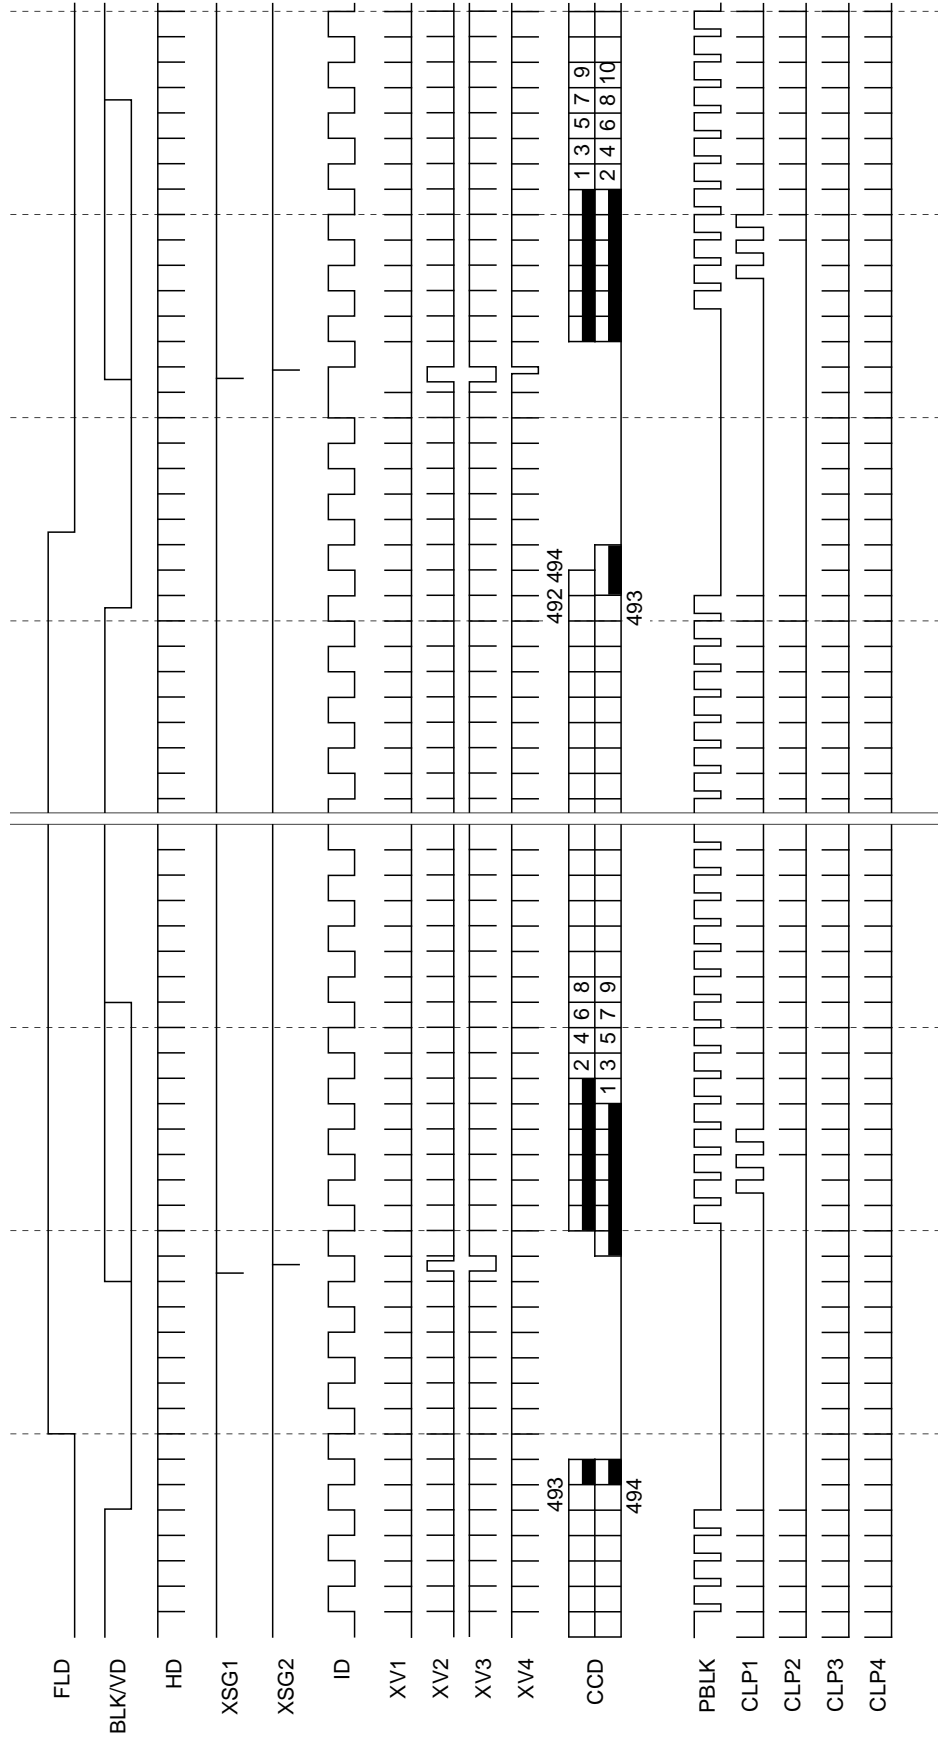 FLD
BLK/VD
HD
XSG1
XSG2
ID
XV1
XV2
XV3
XV4
493
2 4 6 8
492 494
1 3 5 7 9
CCD
1 3 5 7 9
2 4 6 8 10
494
493
PBLK
CLP1
CLP2
CLP3
CLP4